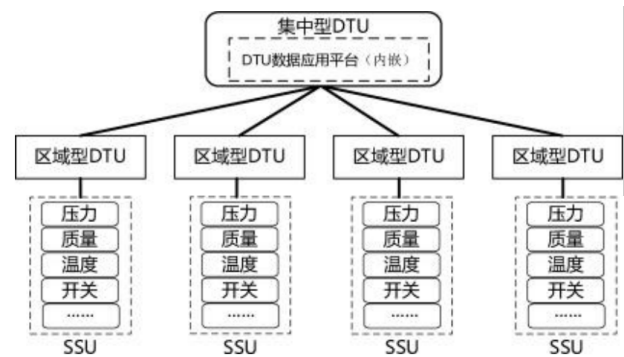 集中型DTU
DTU数据应用平台（内嵌）
区域型DTU 区域型DTU 区域型DTU 区域型DTU
压力 压力 压力 压力
质量 质量 质量 质量
温度 温度 温度 温度
开关 开关 开关 开关
...... ...... ...... ......
SSU SSU SSU SSU